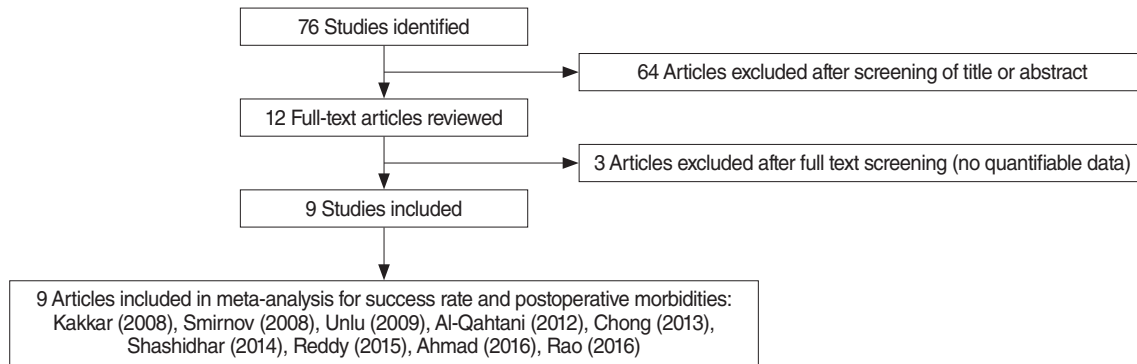 76 Studies identified
64 Articles excluded after screening of title or abstract
12 Full-text articles reviewed
3 Articles excluded after full text screening (no quantifiable data)
9 Studies included
9 Articles included in meta-analysis for success rate and postoperative morbidities:
Kakkar (2008), Smirnov (2008), Unlu (2009), Al-Qahtani (2012), Chong (2013),
Shashidhar (2014), Reddy (2015), Ahmad (2016), Rao (2016)